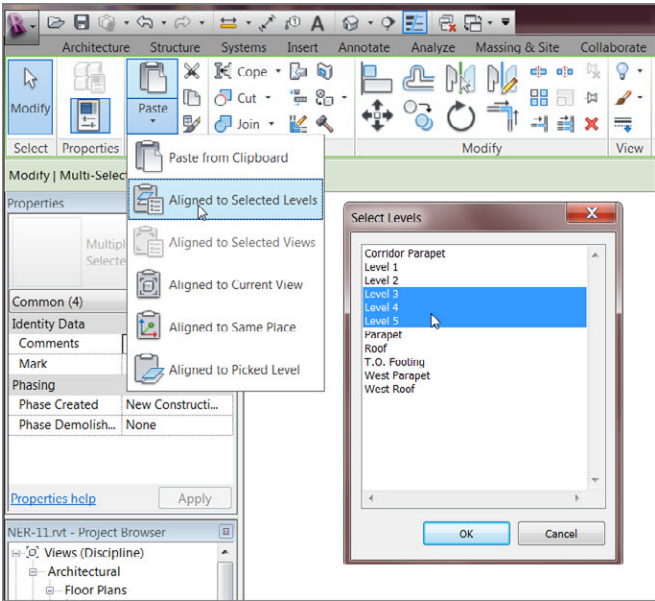 Architecture Structure Systems Insert Annotate Analyze Massing & Site Collaborate
Modify
Paste
Cope
Cut
Join
Select Properties Modify View
Paste from Clipboard
Aligned to Selected Levels
Aligned to Selected Views
Aligned to Current View
Aligned to Same Place
Aligned to Picked Level
Modify | Multi-Selec
Properties
Multipl
Selecte
Common (4)
Identity Data
Comments
Mark
Phasing
Phase Created New Constructi...
Phase Demolish... None
Properties help Apply
NER-11.rvt - Project Browser
Views (Discipline)
Architectural
Floor Plans
Select Levels
Corridor Parapet
Level 1
Level 2
Level 3
Level 4
Level 5
Parapet
Roof
T.O. Footing
West Parapet
West Roof
OK Cancel